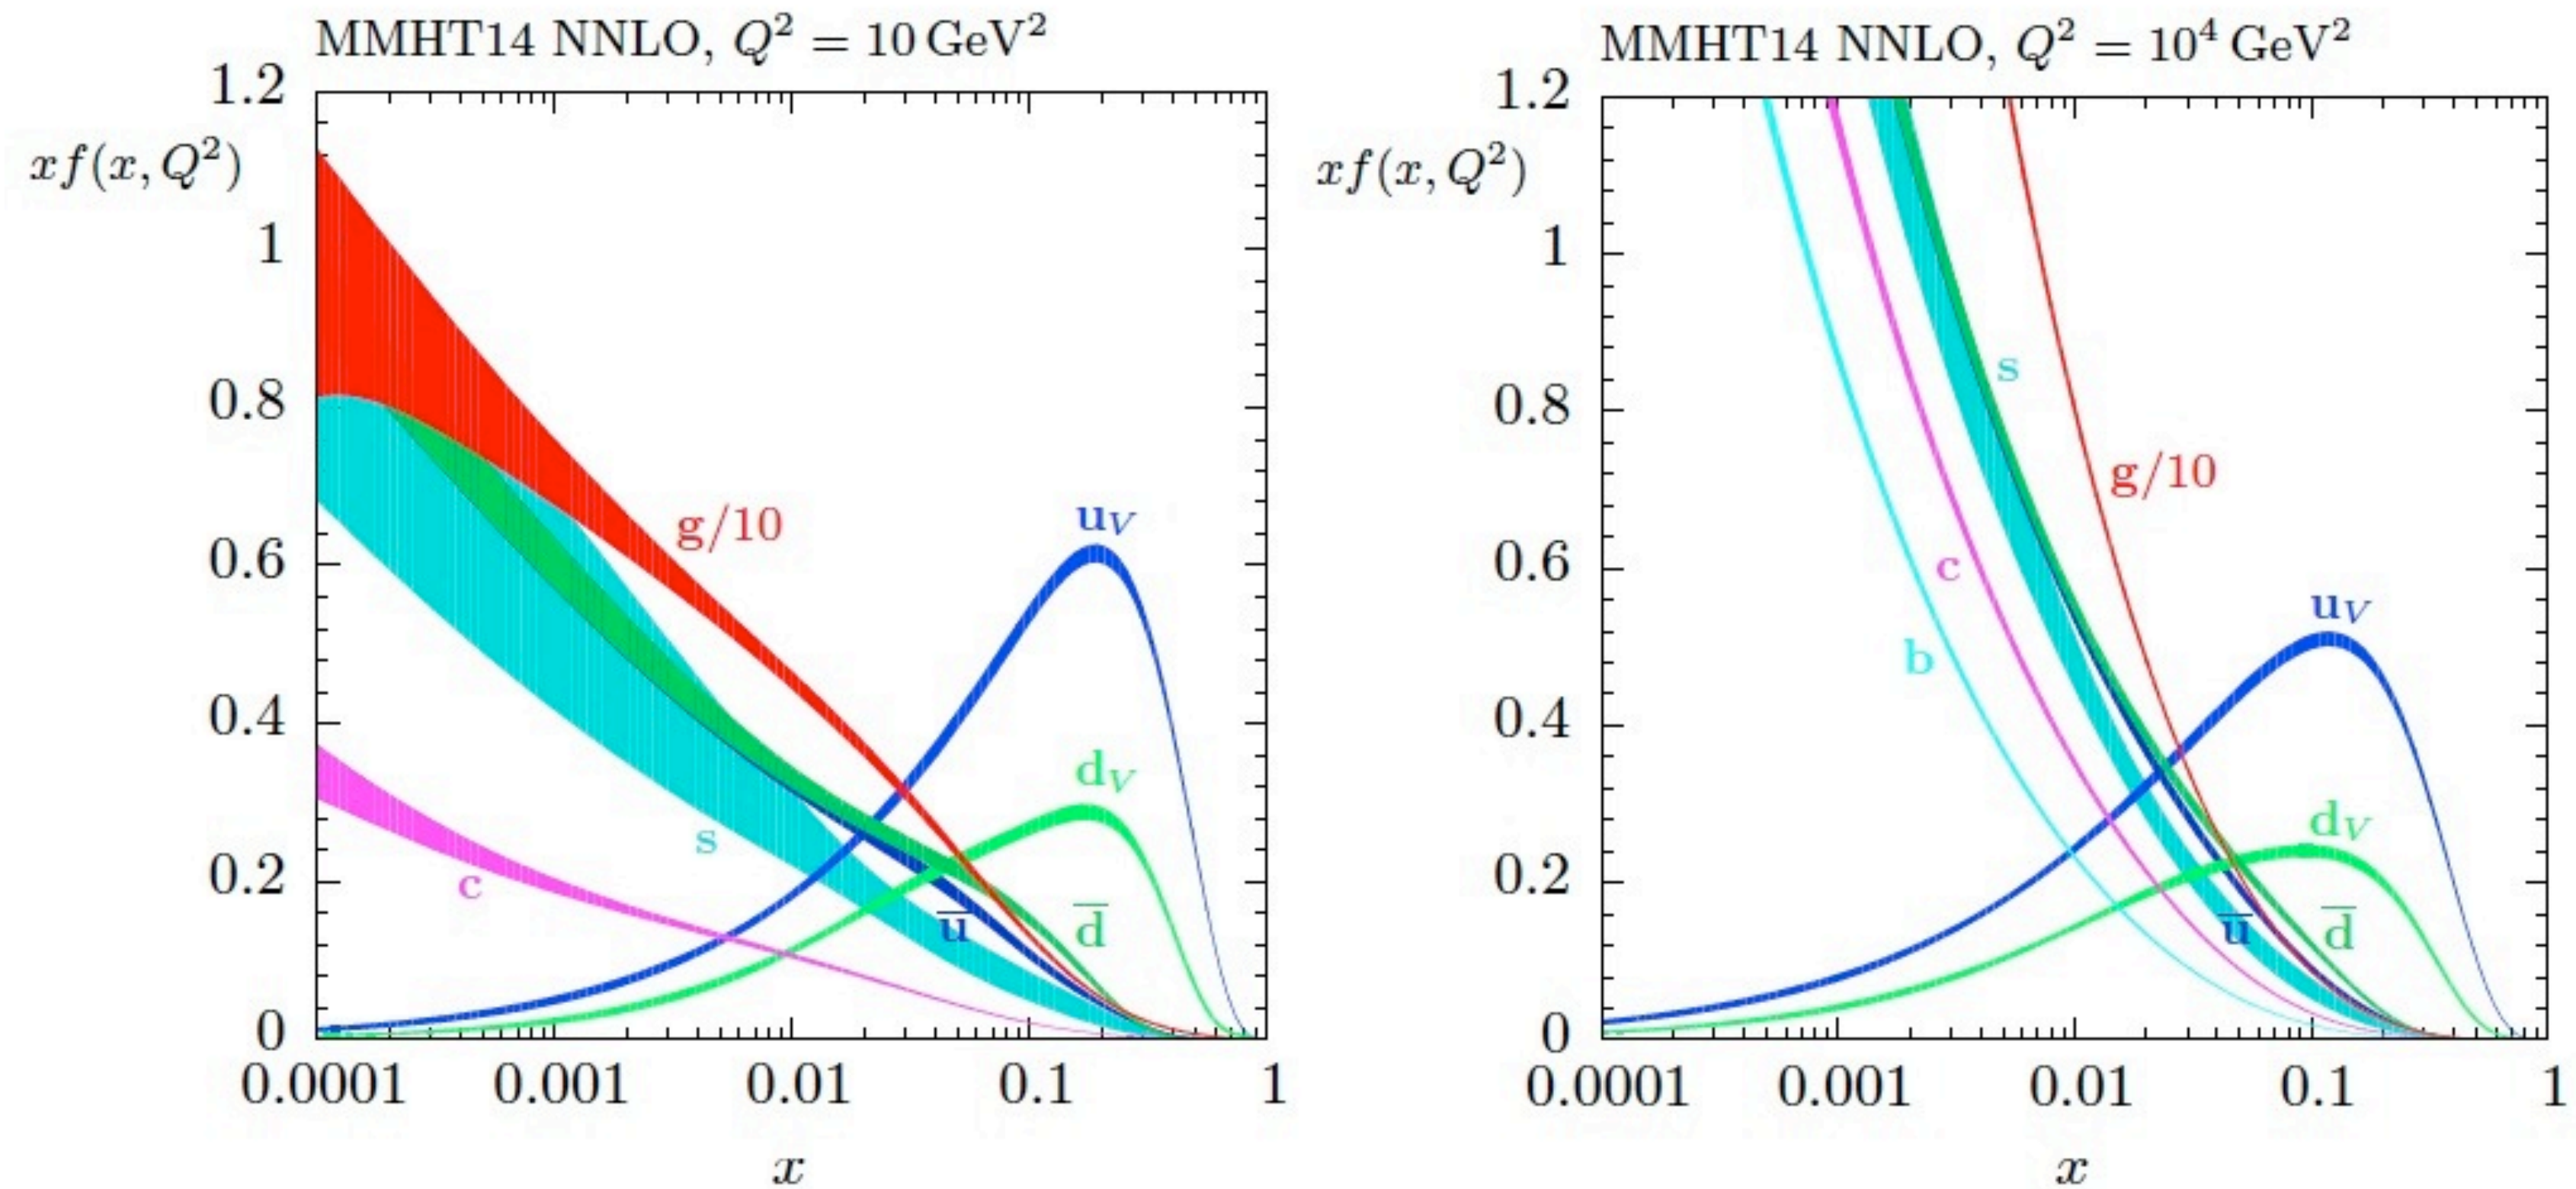 MMHT14 NNLO, Q² = 10 GeV²
xf(x, Q²)
1.2
1
0.8
0.6
0.4
0.2
0
0.0001 0.001 0.01 0.1 1
x
g/10
u_V
d_V
s
c
u̅
d̅
MMHT14 NNLO, Q² = 10⁴ GeV²
xf(x, Q²)
1.2
1
0.8
0.6
0.4
0.2
0
0.0001 0.001 0.01 0.1 1
x
s
g/10
c
b
u_V
d_V
u̅
d̅